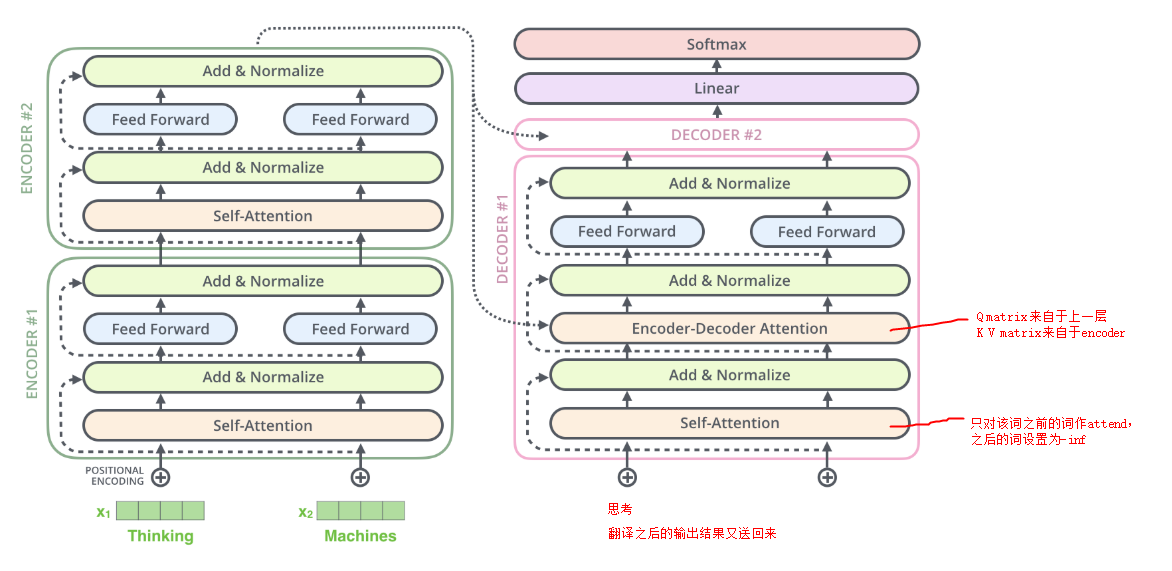 ENCODER #2
Add & Normalize
Feed Forward
Feed Forward
Add & Normalize
Self-Attention
ENCODER #1
Add & Normalize
Feed Forward
Feed Forward
Add & Normalize
Self-Attention
POSITIONAL
ENCODING
x1
x2
Thinking
Machines
Softmax
Linear
DECODER #2
DECODER #1
Add & Normalize
Feed Forward
Feed Forward
Add & Normalize
Encoder-Decoder Attention
Add & Normalize
Self-Attention
Q matrix来自于上一层
K V matrix来自于encoder
只对该词之前的词作attend，
之后的词设置为-inf
思考
翻译之后的输出结果又送回来